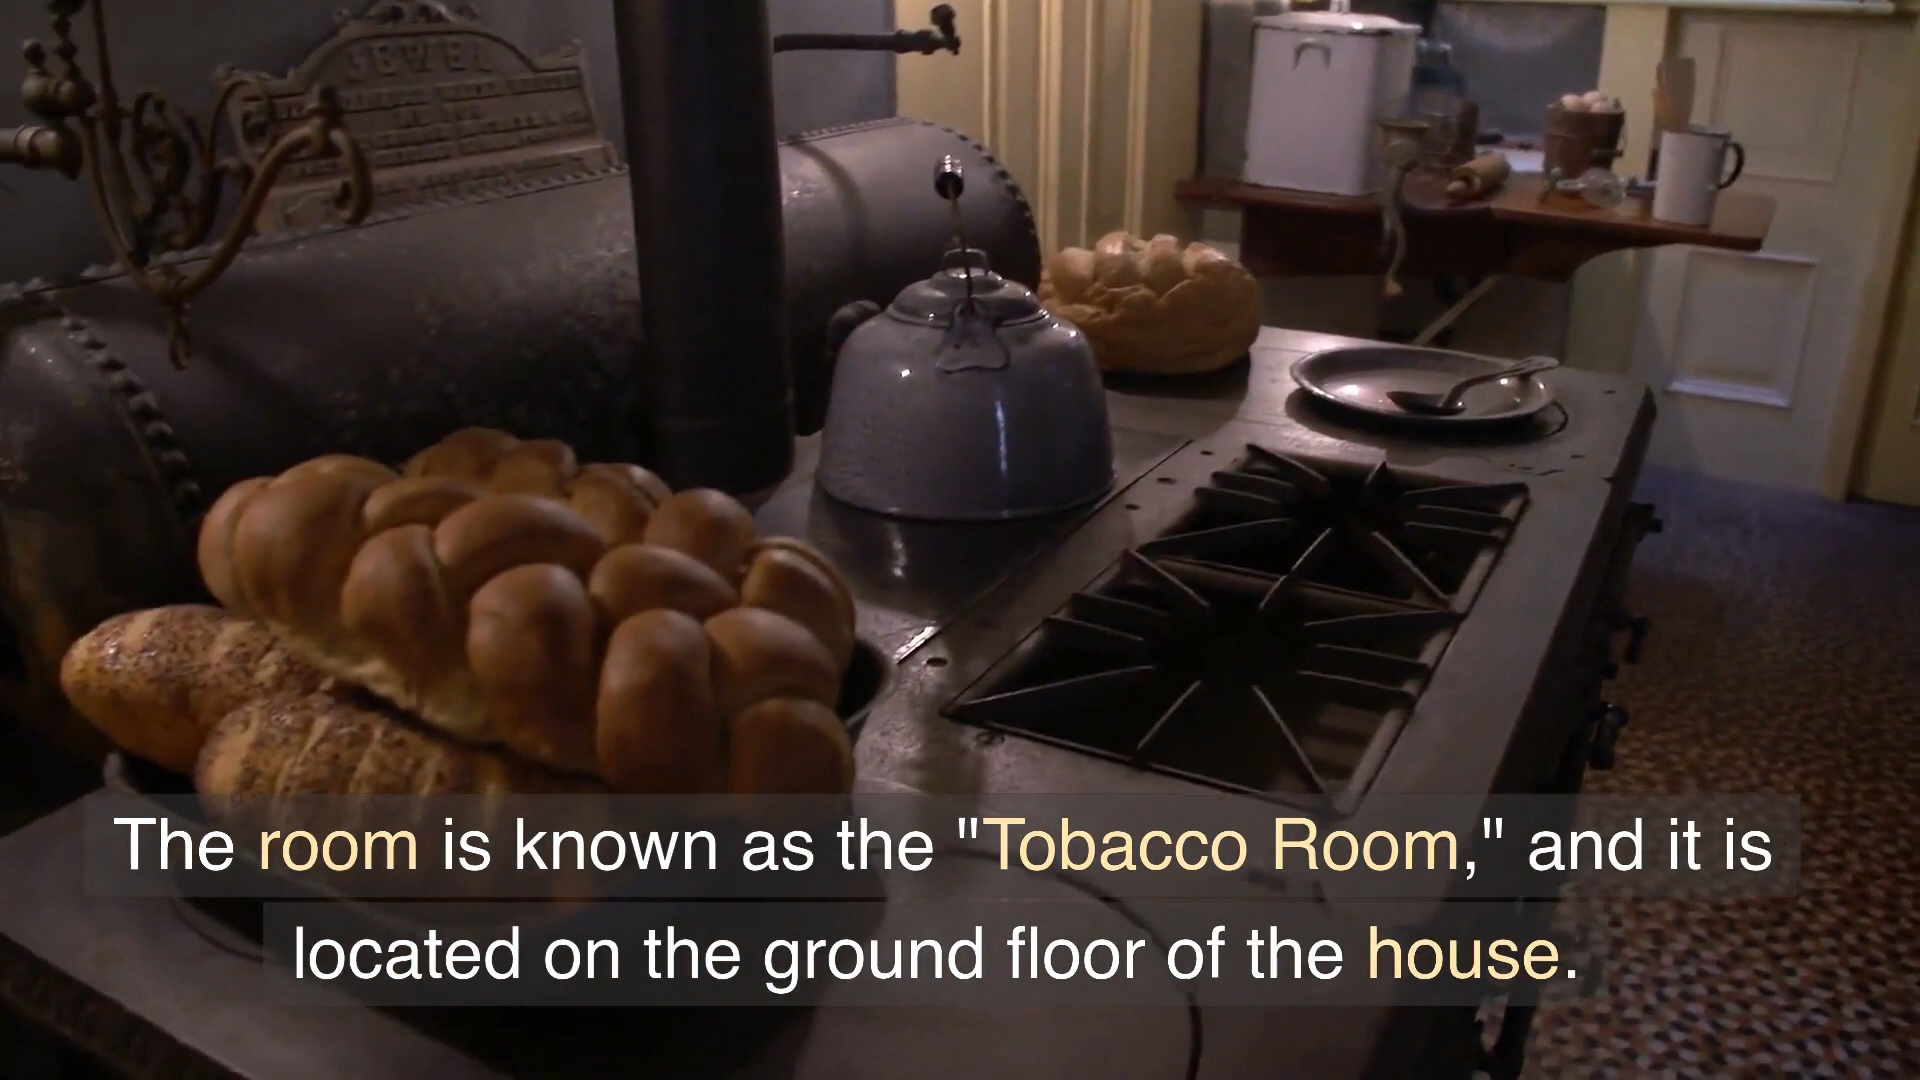 JEWEL
The room is known as the "Tobacco Room," and it is
located on the ground floor of the house.